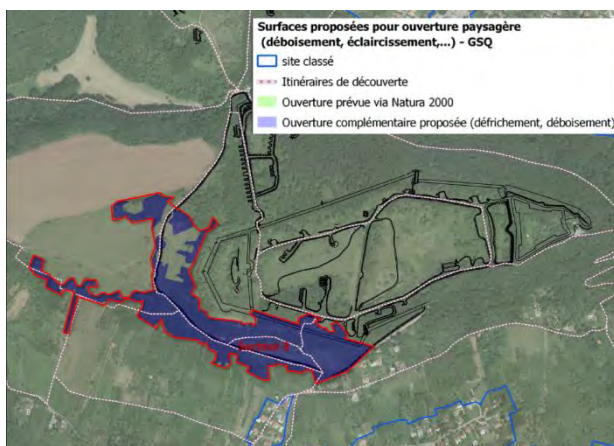 Surfaces proposées pour ouverture paysagère
(déboisement, éclaircissement,...) - GSQ
site classé
Itinéraires de découverte
Ouverture prévue via Natura 2000
Ouverture complémentaire proposée (défrichement, déboisement)